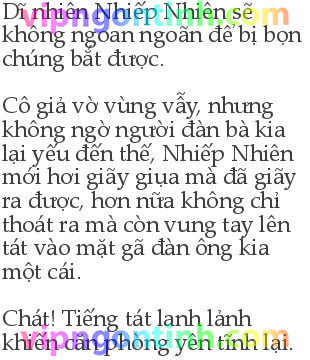 Dĩ nhiên Nhiếp Nhiên sẽ
không ngoan ngoãn để bị bọn
chúng bắt được.
Cô giả vờ vùng vẫy, nhưng
không ngờ người đàn bà kia
lại yếu đến thế, Nhiếp Nhiên
mới hơi giãy giụa mà đã giãy
ra được, hơn nữa không chỉ
thoát ra mà còn vung tay lên
tát vào mặt gã đàn ông kia
một cái.
Chát! Tiếng tát lanh lảnh
khiến căn phòng yên tĩnh lại.
vipngontinh.com
vipngontinh.com